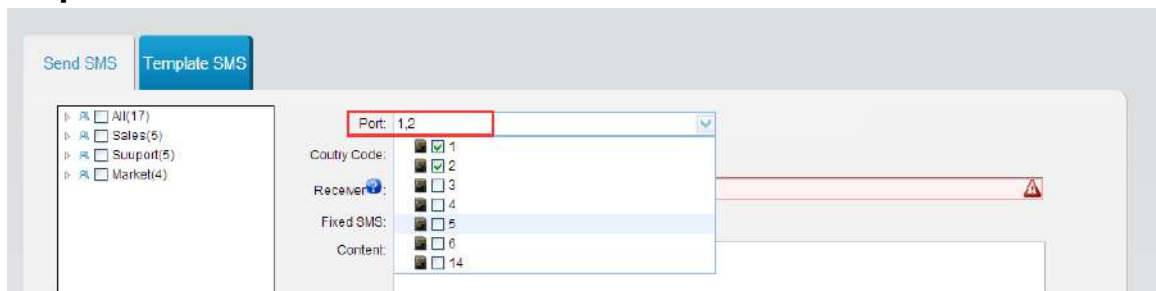 Send SMS
Template SMS
All(17)
Sales(5)
Suuport(5)
Market(4)
Port: 1,2
1
Coutry Code:
2
Receiver?:
3
4
Fixed SMS:
5
Content:
6
14